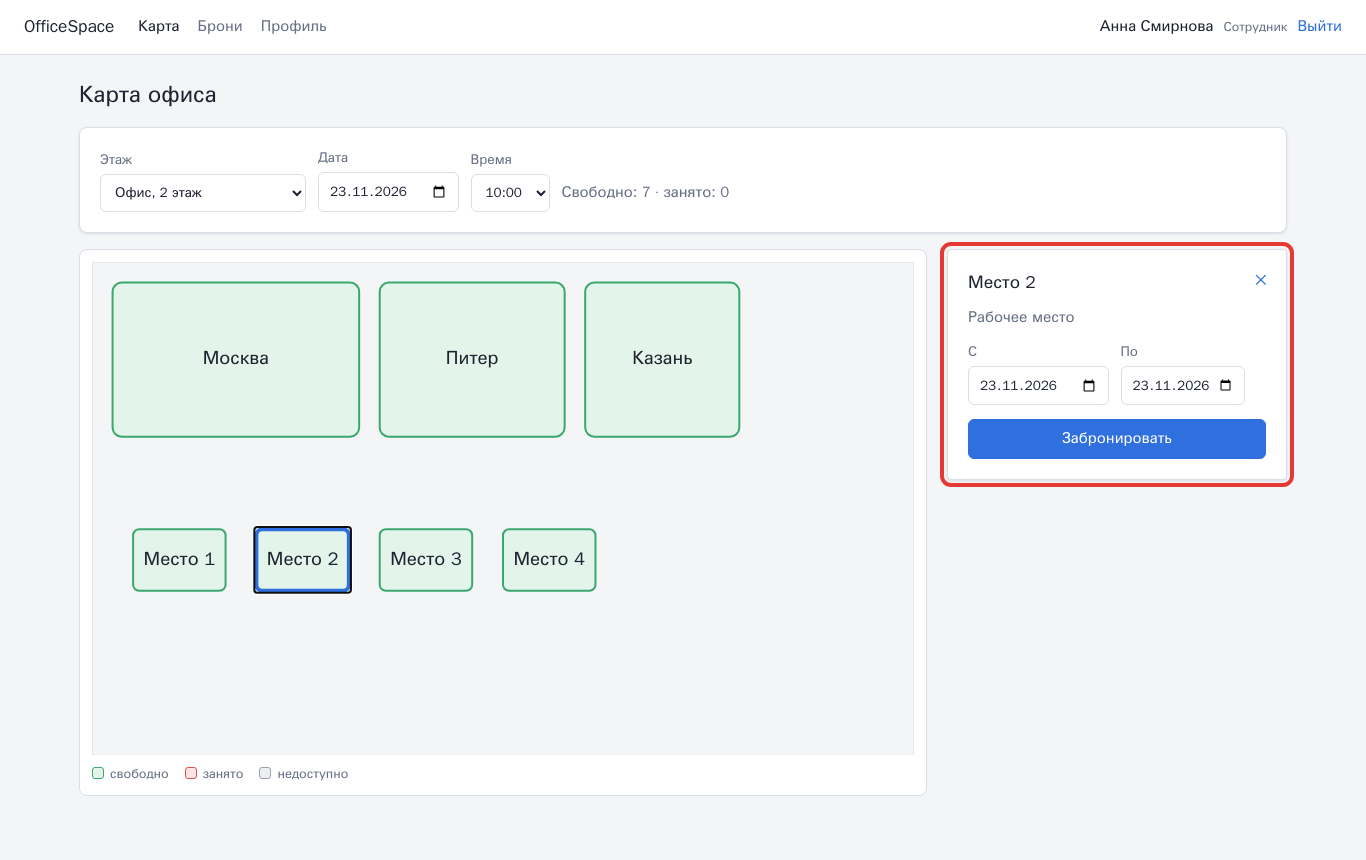 OfficeSpace Карта Брони Профиль Анна Смирнова Сотрудник Выйти
Карта офиса
Этаж Дата Время
Офис, 2 этаж 23.11.2026 10:00 Свободно: 7 · занято: 0
Москва Питер Казань
Место 1 Место 2 Место 3 Место 4
свободно занято недоступно
Место 2
Рабочее место
С По
23.11.2026 23.11.2026
Забронировать